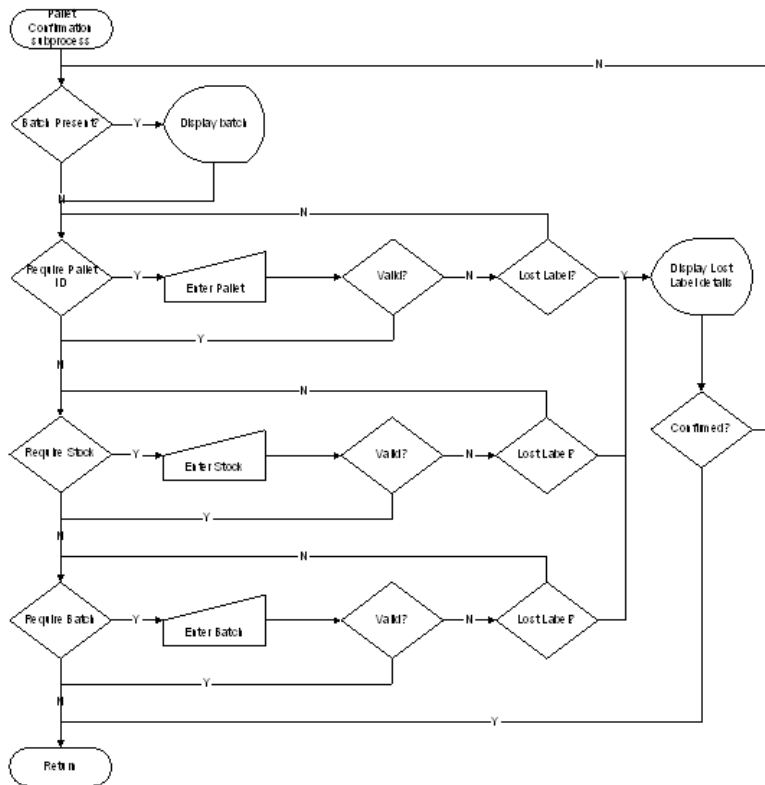 Pallet
Confirmation
subprocess
N
Batch Present?
Y
Display batch
N
N
Require Pallet
ID
Y
Enter Pallet
Valid?
N
Lost Label?
Y
Display Lost
Label details
Y
N
N
Confirmed?
Require Stock
Y
Enter Stock
Valid?
N
Lost Label?
Y
N
N
Require Batch
Y
Enter Batch
Valid?
N
Lost Label?
Y
N
Y
Return